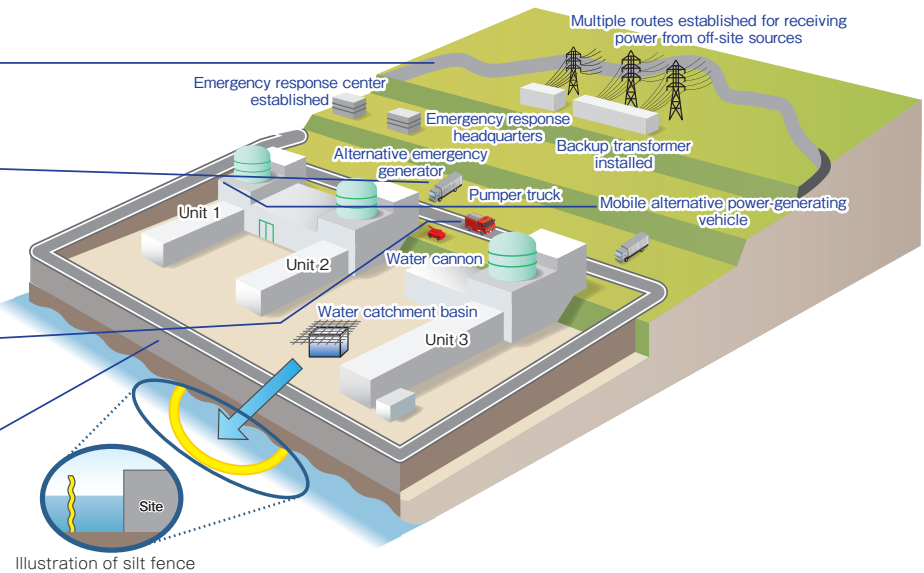 Multiple routes established for receiving
power from off-site sources
Emergency response center
established
Emergency response
headquarters
Backup transformer
installed
Alternative emergency
generator
Pumper truck
Mobile alternative power-generating
vehicle
Unit 1
Unit 2
Water cannon
Water catchment basin
Unit 3
Site
Illustration of silt fence